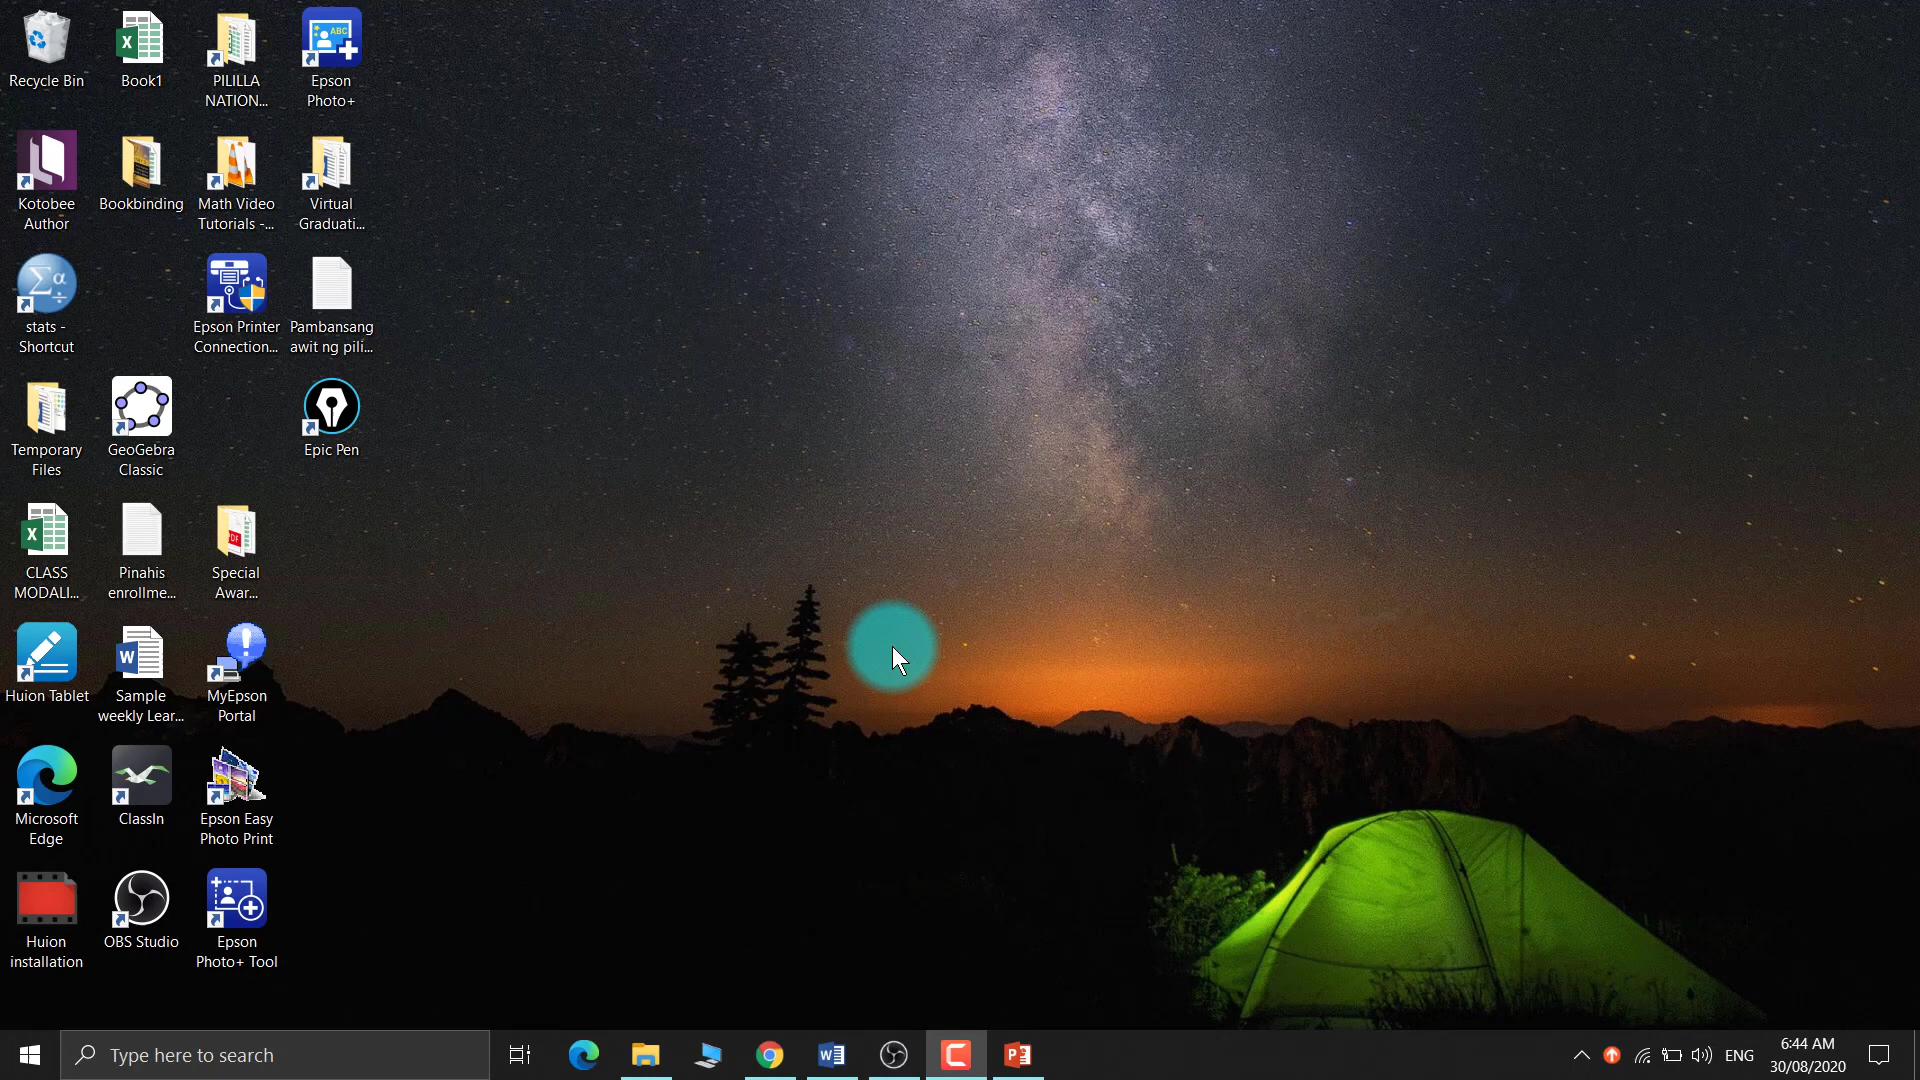 Recycle Bin
Book1
PILILLA
NATION...
Epson
Photo+
ABC
Kotobee
Author
Bookbinding
Math Video
Tutorials -...
Virtual
Graduati...
stats -
Shortcut
Epson Printer
Connection...
Pambansang
awit ng pili...
Temporary
Files
GeoGebra
Classic
Epic Pen
CLASS
MODALI...
Pinahis
enrollme...
PDF
Special
Awar...
Huion Tablet
Sample
weekly Lear...
MyEpson
Portal
Microsoft
Edge
ClassIn
Epson Easy
Photo Print
Huion
installation
OBS Studio
Epson
Photo+ Tool
Type here to search
ENG
6:44 AM
30/08/2020